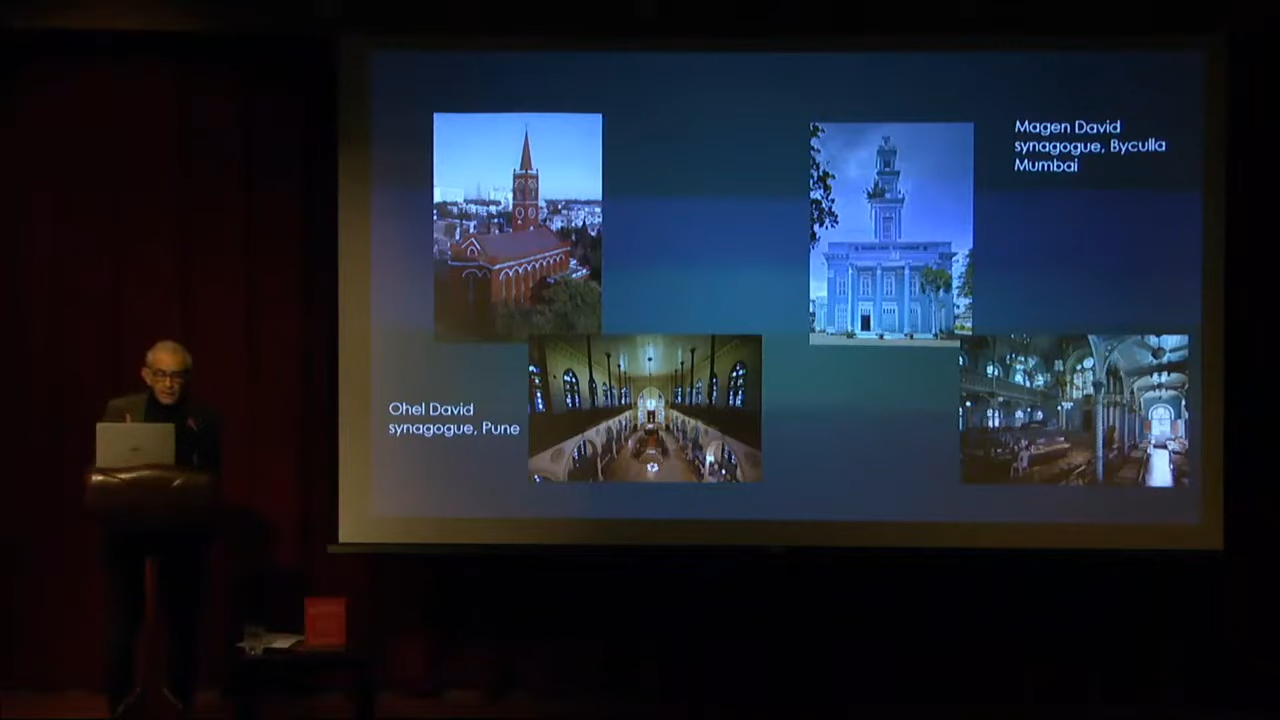 Magen David
synagogue, Byculla
Mumbai
Ohel David
synagogue, Pune